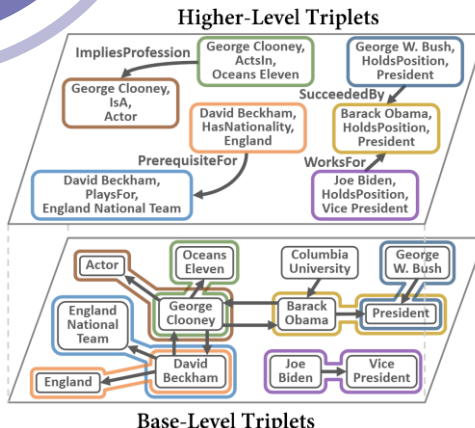 Higher-Level Triplets
ImpliesProfession
George Clooney,
ActsIn,
Oceans Eleven
George W. Bush,
HoldsPosition,
President
George Clooney,
IsA,
Actor
SucceededBy
David Beckham,
HasNationality,
England
Barack Obama,
HoldsPosition,
President
PrerequisiteFor
WorksFor
David Beckham,
PlaysFor,
England National Team
Joe Biden,
HoldsPosition,
Vice President
Actor
Oceans
Eleven
Columbia
University
George
W. Bush
England
National
Team
George
Clooney
Barack
Obama
President
England
David
Beckham
Joe
Biden
Vice
President
Base-Level Triplets